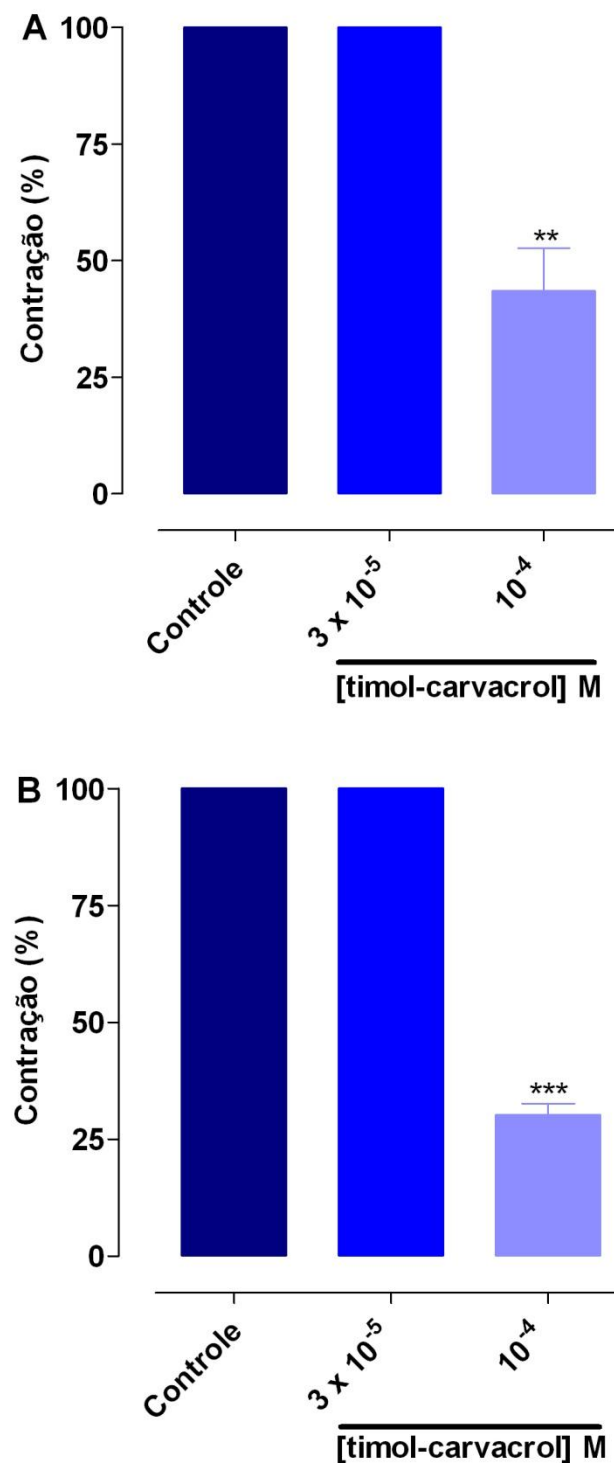 A
100
75
50
25
0
Contração (%)
**
Controle
3 x 10⁻⁵
10⁻⁴
[timol-carvacrol] M
B
100
75
50
25
0
Contração (%)
***
Controle
3 x 10⁻⁵
10⁻⁴
[timol-carvacrol] M